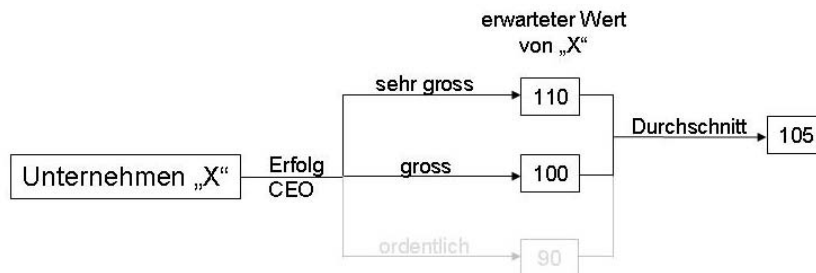 erwarteter Wert
von „X“
sehr gross
110
Durchschnitt
105
Unternehmen „X“
Erfolg
CEO
gross
100
ordentlich
90